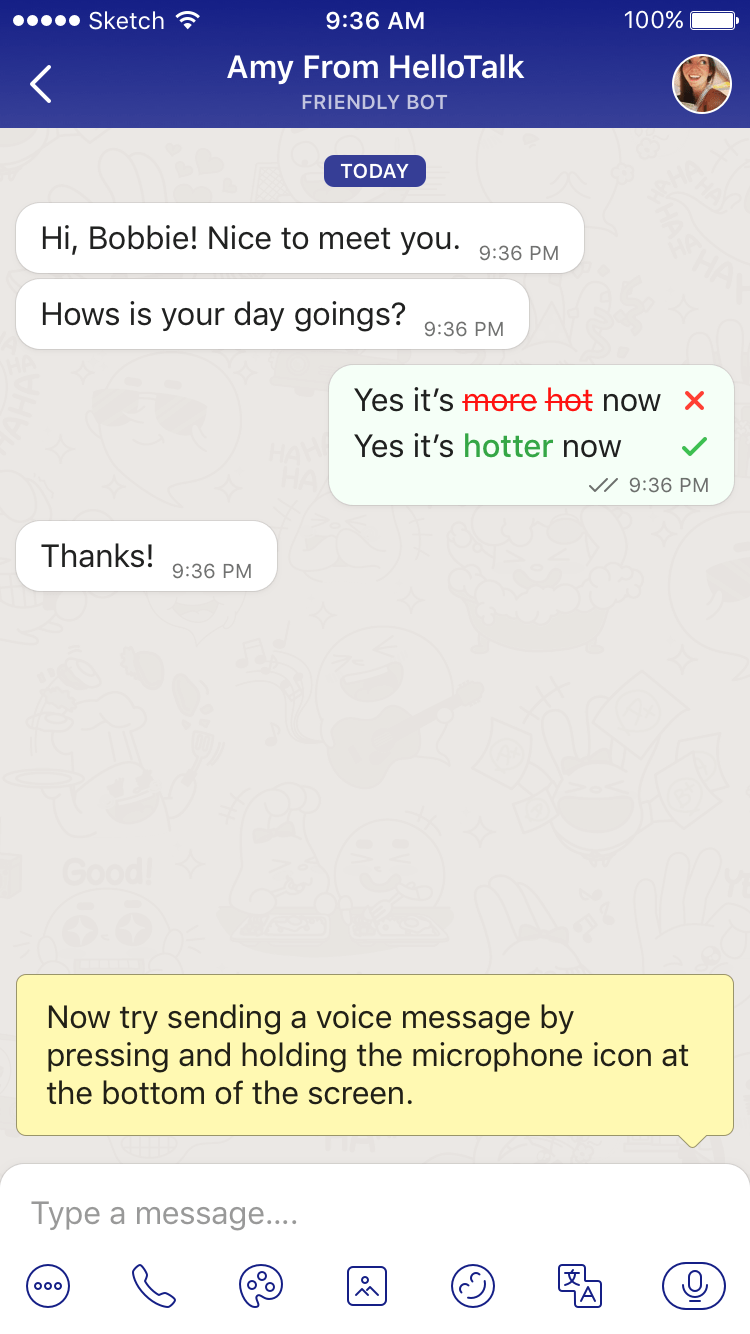 Sketch 9:36 AM 100%
Amy From HelloTalk
FRIENDLY BOT
TODAY
Hi, Bobbie! Nice to meet you. 9:36 PM
Hows is your day goings? 9:36 PM
Yes it’s more hot now
Yes it’s hotter now
9:36 PM
Thanks! 9:36 PM
Good!
Now try sending a voice message by
pressing and holding the microphone icon at
the bottom of the screen.
Type a message....
文 A